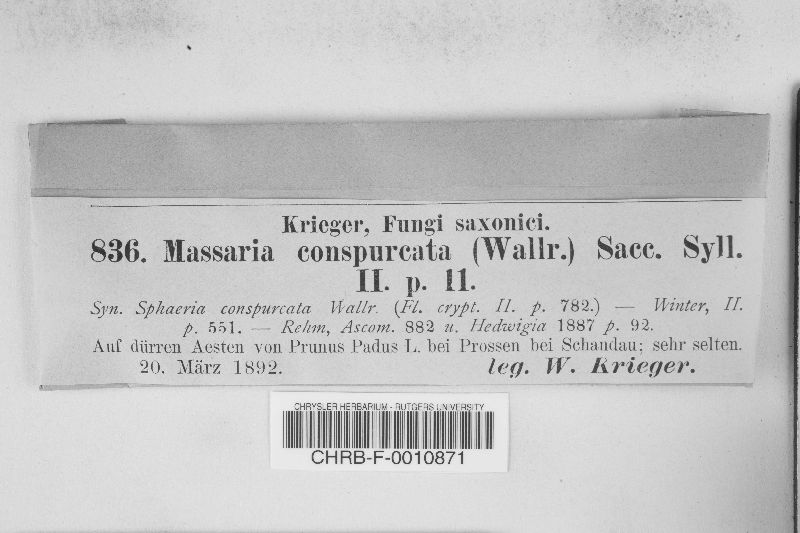 Krieger, Fungi saxonici.
836. Massaria conspurcata (Wallr.) Sacc. Syll.
II. p. 11.
Syn. Sphaeria conspurcata Wallr. (Fl. crypt. II. p. 782.) — Winter, II.
p. 551. — Rehm, Ascom. 882 u. Hedwigia 1887 p. 92.
Auf dürren Aesten von Prunus Padus L. bei Prossen bei Schandau; sehr selten.
20. März 1892. leg. W. Krieger.
CHRYSLER HERBARIUM - RUTGERS UNIVERSITY
CHRB-F-0010871